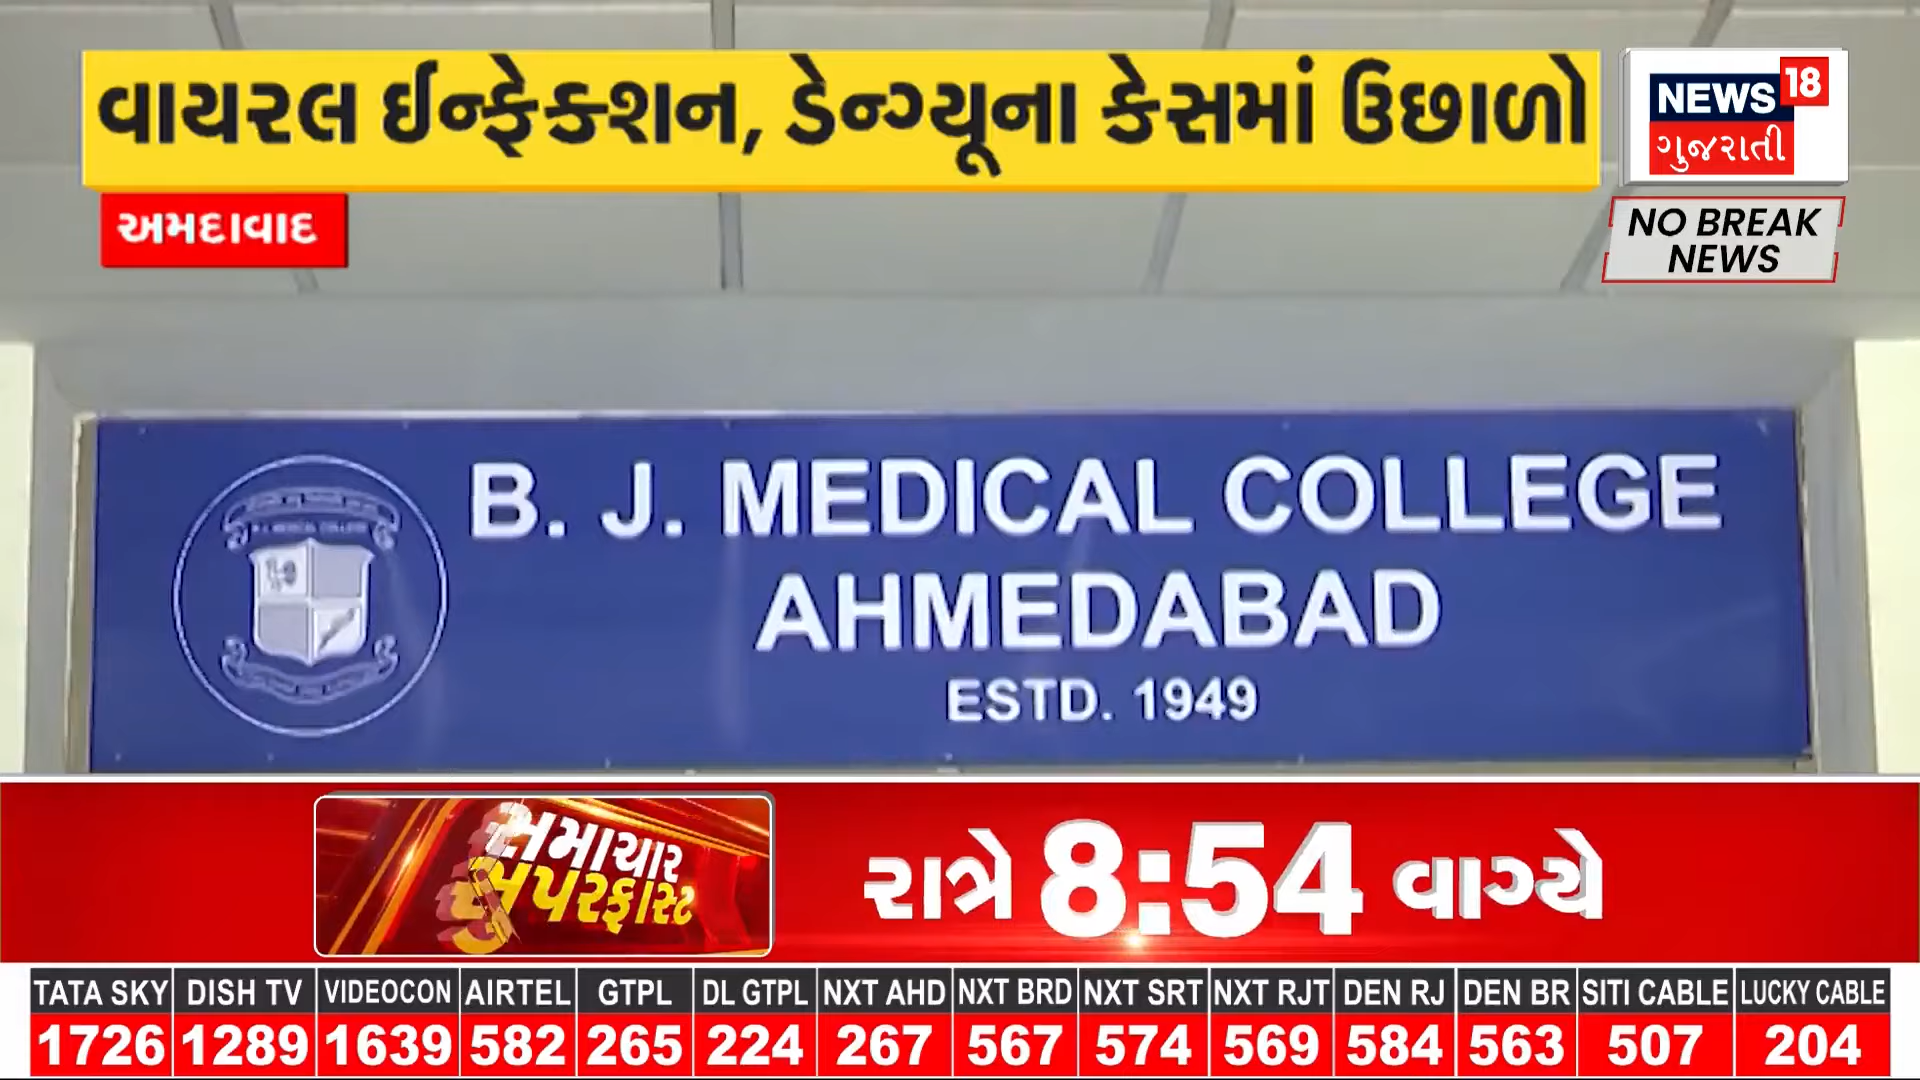 વાયરલ ઈન્ફેક્શન, ડેન્ગ્યૂના કેસમાં ઉછાળો
NEWS 18
ગુજરાતી
અમદાવાદ
NO BREAK
NEWS
B. J. MEDICAL COLLEGE
AHMEDABAD
ESTD. 1949
B J MEDICAL COLLEGE
સમાચાર
સુપરફાસ્ટ
રાત્રે 8:54 વાગ્યે
TATA SKY DISH TV VIDEOCON AIRTEL GTPL DL GTPL NXT AHD NXT BRD NXT SRT NXT RJT DEN RJ DEN BR SITI CABLE LUCKY CABLE
1726 1289 1639 582 265 224 267 567 574 569 584 563 507 204